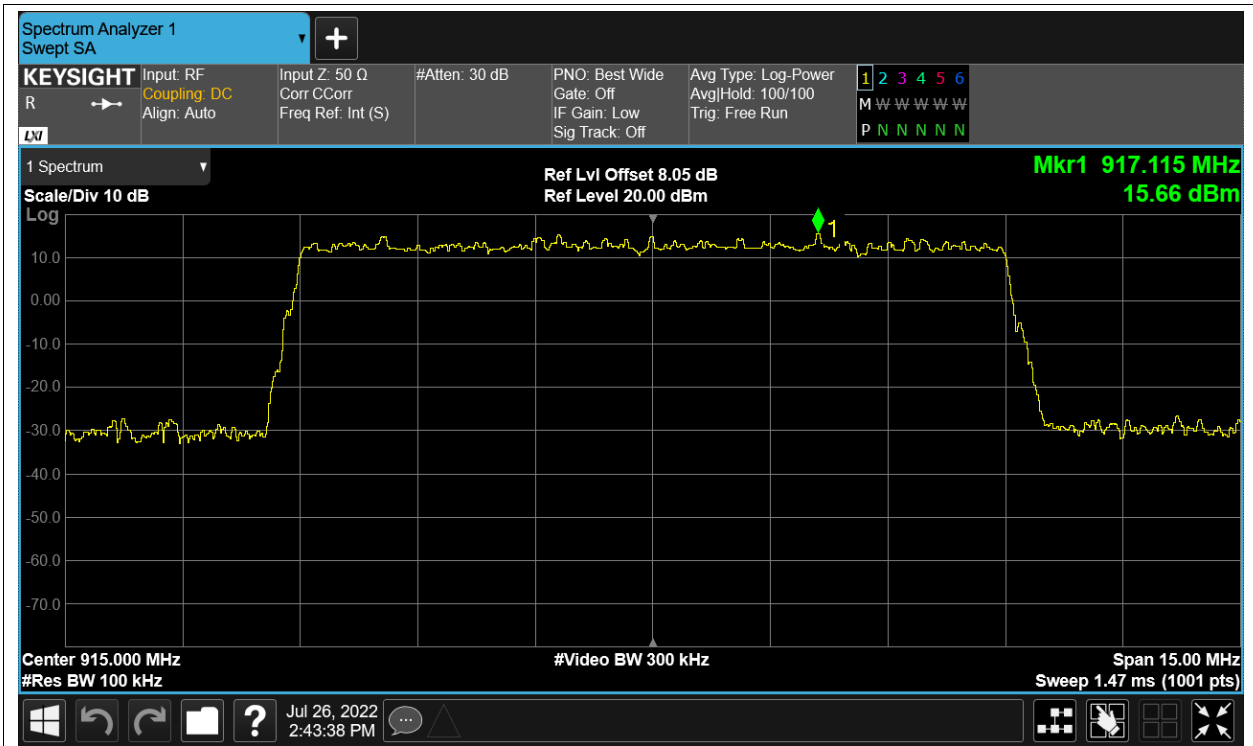 Spectrum Analyzer 1
Swept SA
KEYSIGHT
R
LXI
Input: RF
Coupling: DC
Align: Auto
Input Z: 50 Ω
Corr CCorr
Freq Ref: Int (S)
#Atten: 30 dB
PNO: Best Wide
Gate: Off
IF Gain: Low
Sig Track: Off
Avg Type: Log-Power
Avg|Hold: 100/100
Trig: Free Run
1 2 3 4 5 6
M W W W W W
P N N N N N
1 Spectrum
Scale/Div 10 dB
Log
Ref Lvl Offset 8.05 dB
Ref Level 20.00 dBm
Mkr1 917.115 MHz
15.66 dBm
1
10.0
0.00
-10.0
-20.0
-30.0
-40.0
-50.0
-60.0
-70.0
Center 915.000 MHz
#Res BW 100 kHz
#Video BW 300 kHz
Span 15.00 MHz
Sweep 1.47 ms (1001 pts)
?
Jul 26, 2022
2:43:38 PM